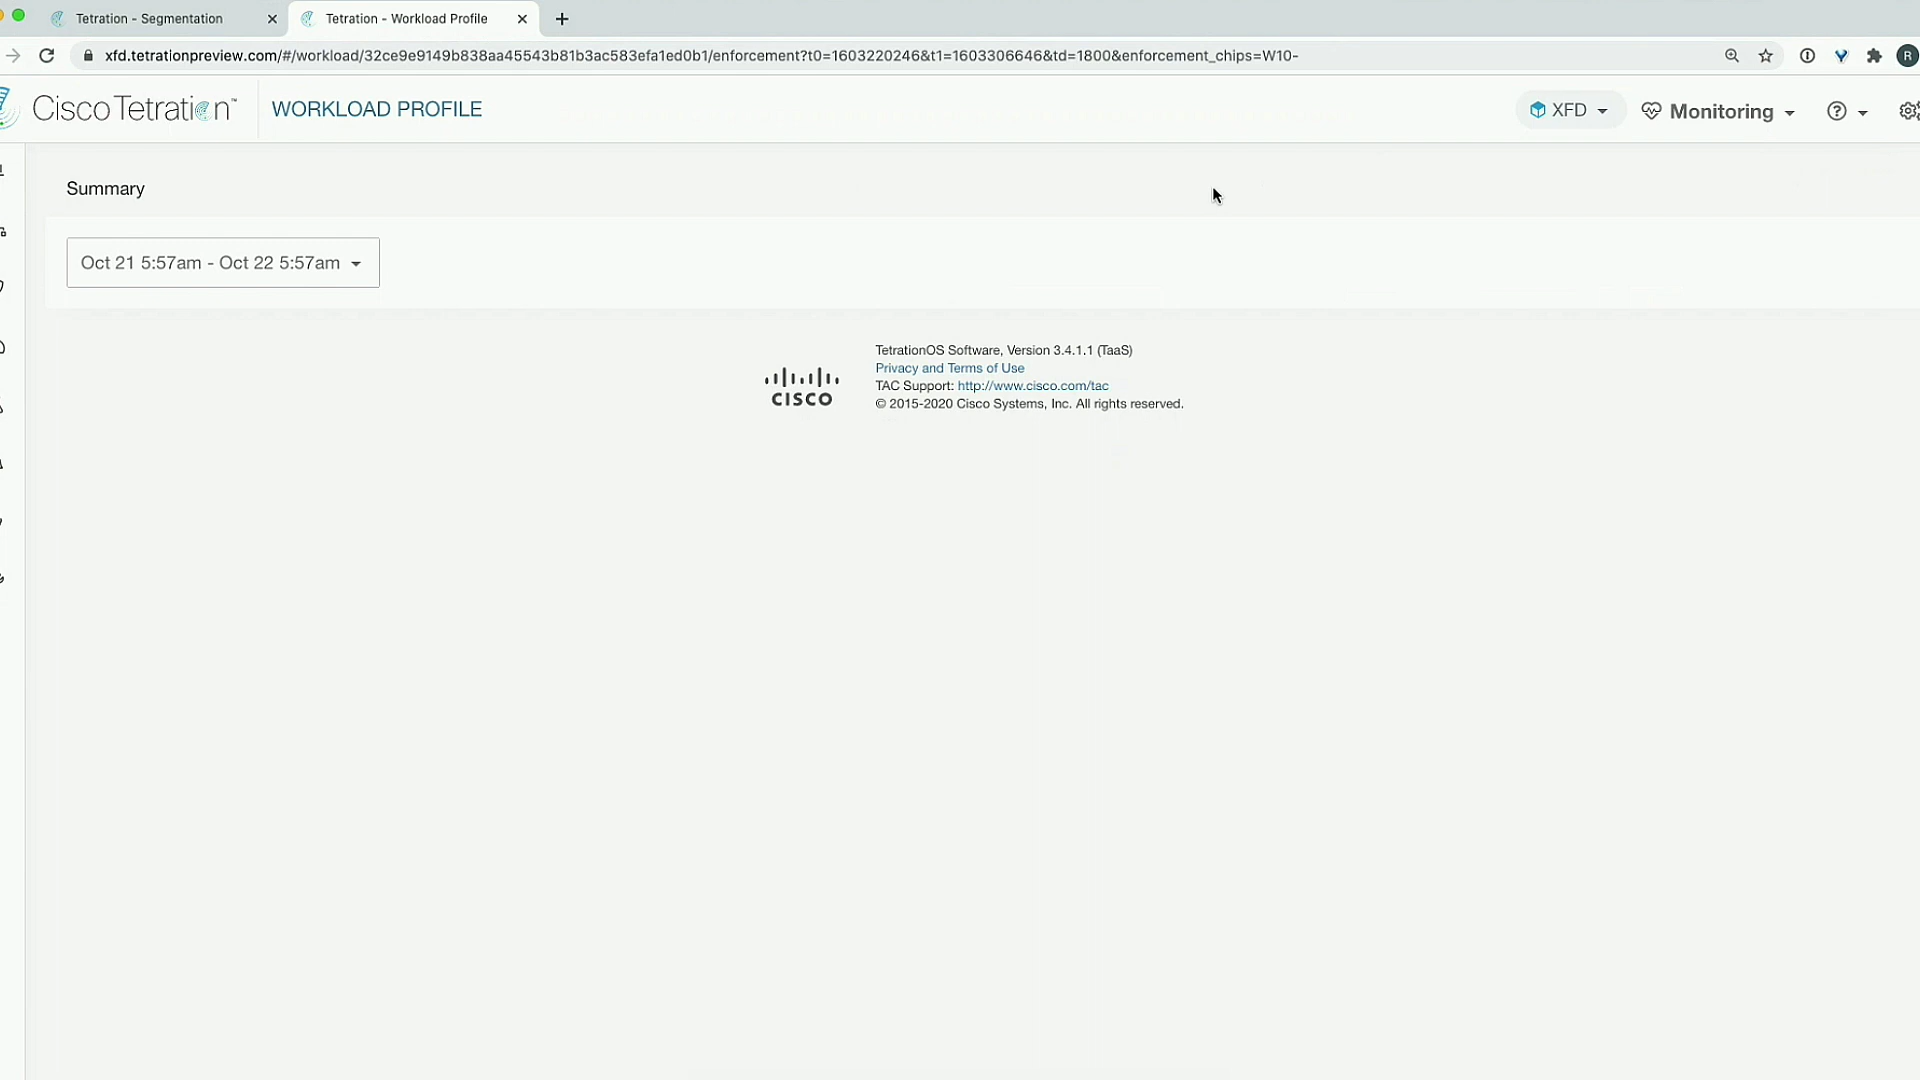 Tetration - Segmentation
Tetration - Workload Profile
xfd.tetrationpreview.com/#/workload/32ce9e9149b838aa45543b81b3ac583efa1ed0b1/enforcement?t0=1603220246&t1=1603306646&td=1800&enforcement_chips=W10-
R
Cisco Tetration™
WORKLOAD PROFILE
XFD
Monitoring
Summary
Oct 21 5:57am - Oct 22 5:57am
TetrationOS Software, Version 3.4.1.1 (TaaS)
Privacy and Terms of Use
TAC Support: http://www.cisco.com/tac
© 2015-2020 Cisco Systems, Inc. All rights reserved.
CISCO